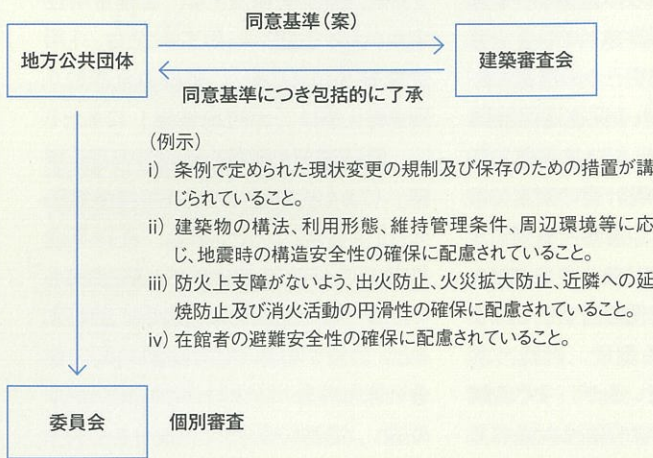 同意基準（案）
地方公共団体
建築審査会
同意基準につき包括的に了承
（例示）
i) 条例で定められた現状変更の規制及び保存のための措置が講
じられていること。
ii) 建築物の構法、利用形態、維持管理条件、周辺環境等に応
じ、地震時の構造安全性の確保に配慮されていること。
iii) 防火上支障がないよう、出火防止、火災拡大防止、近隣への延
焼防止及び消火活動の円滑性の確保に配慮されていること。
iv) 在館者の避難安全性の確保に配慮されていること。
委員会
個別審査